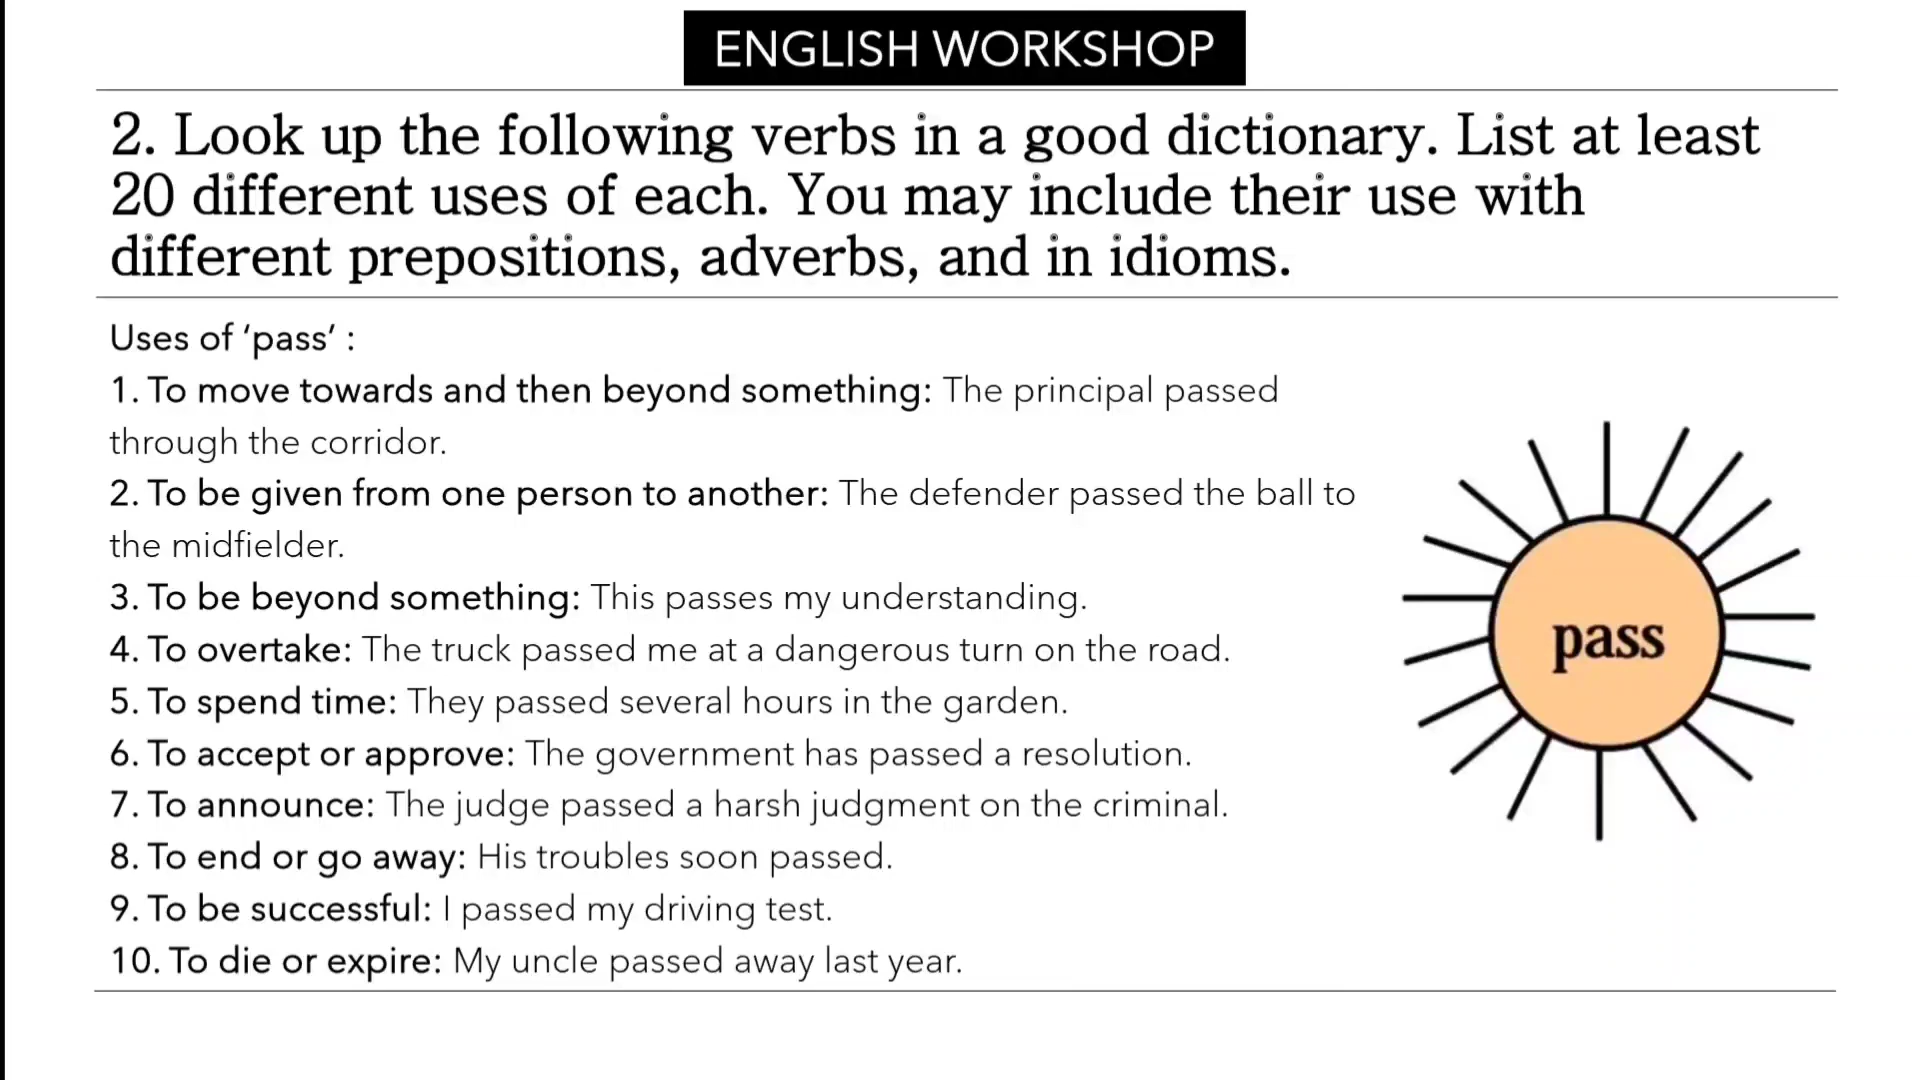 ENGLISH WORKSHOP
2. Look up the following verbs in a good dictionary. List at least
20 different uses of each. You may include their use with
different prepositions, adverbs, and in idioms.
Uses of ‘pass’ :
1. To move towards and then beyond something: The principal passed
through the corridor.
2. To be given from one person to another: The defender passed the ball to
the midfielder.
3. To be beyond something: This passes my understanding.
4. To overtake: The truck passed me at a dangerous turn on the road.
5. To spend time: They passed several hours in the garden.
6. To accept or approve: The government has passed a resolution.
7. To announce: The judge passed a harsh judgment on the criminal.
8. To end or go away: His troubles soon passed.
9. To be successful: I passed my driving test.
10. To die or expire: My uncle passed away last year.
pass